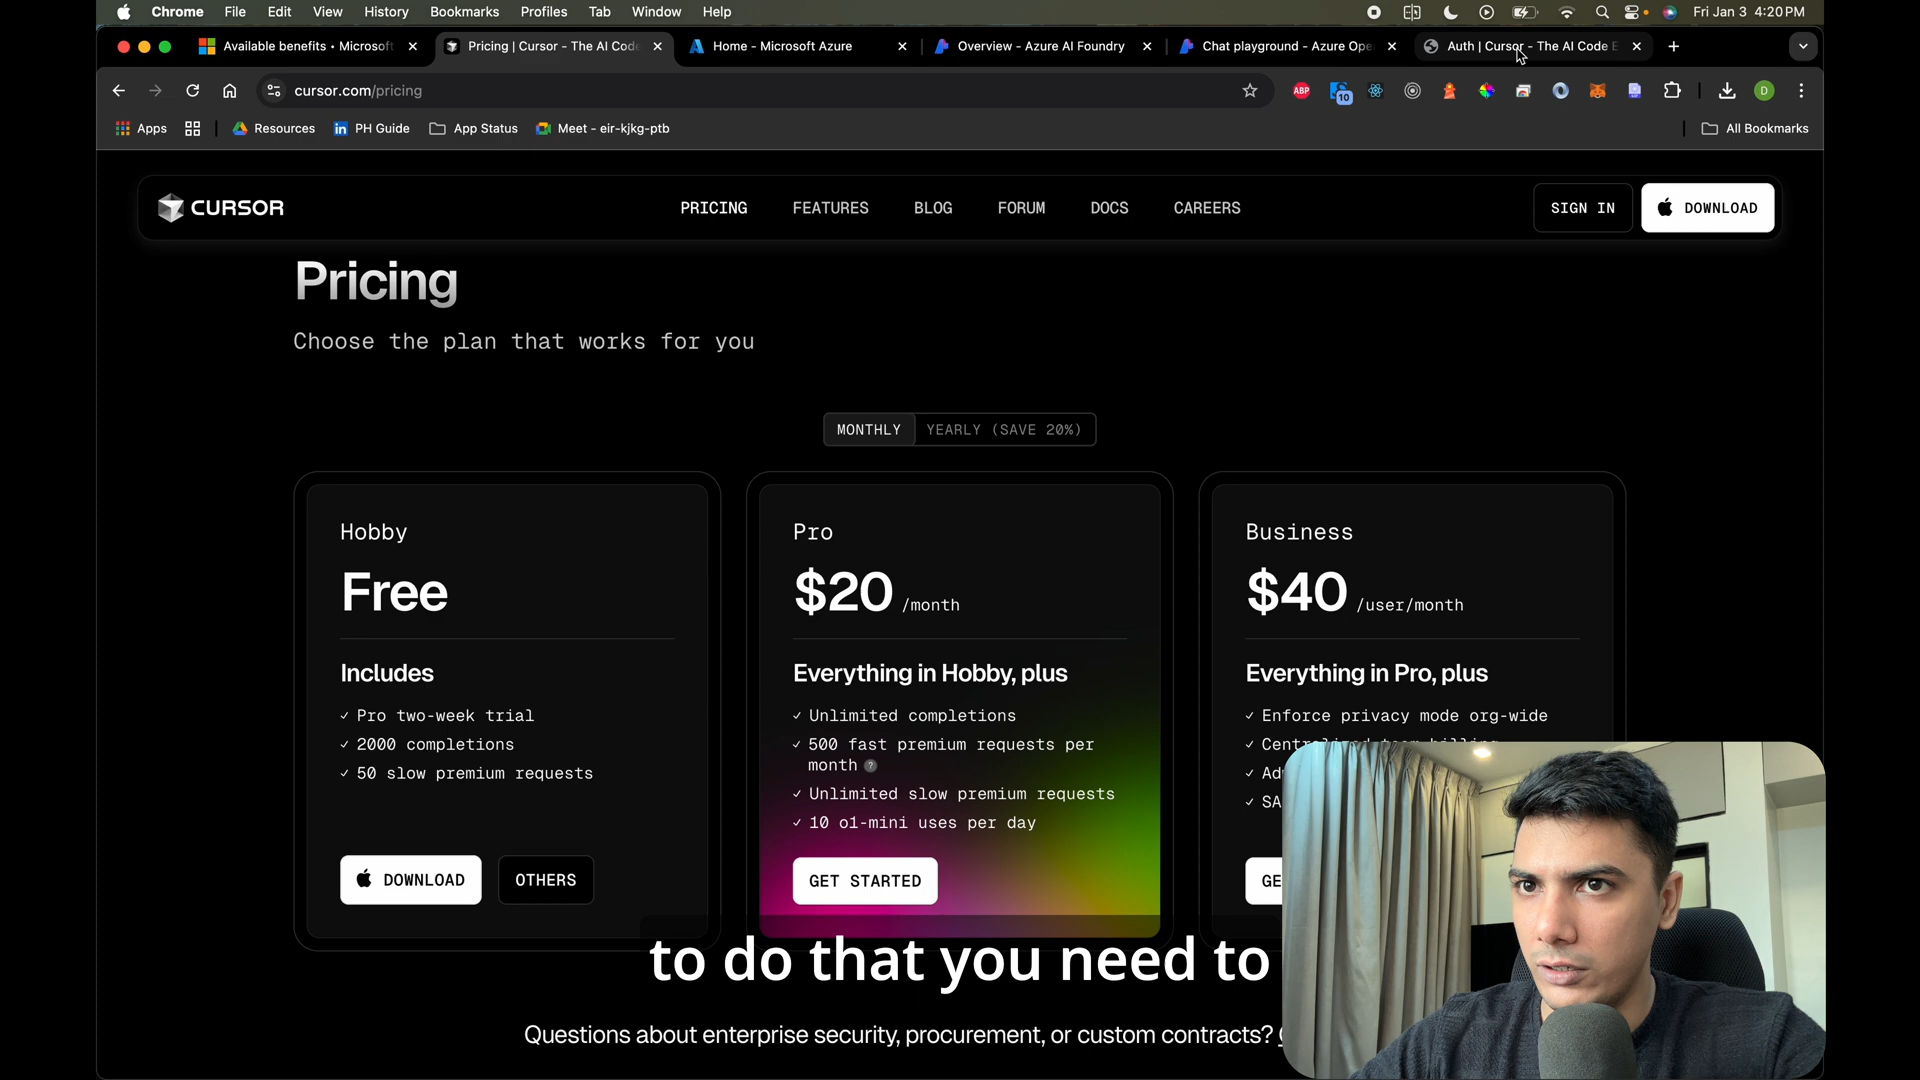 Chrome File Edit View History Bookmarks Profiles Tab Window Help Fri Jan 3 4:20 PM
Available benefits • Microsoft Pricing | Cursor - The AI Code Home - Microsoft Azure Overview - Azure AI Foundry Chat playground - Azure Ope Auth | Cursor - The AI Code E
cursor.com/pricing ABP 10 D
Apps Resources PH Guide App Status Meet - eir-kjkg-ptb All Bookmarks
CURSOR PRICING FEATURES BLOG FORUM DOCS CAREERS SIGN IN DOWNLOAD
Pricing
Choose the plan that works for you
MONTHLY YEARLY (SAVE 20%)
Hobby
Free
Includes
✓ Pro two-week trial
✓ 2000 completions
✓ 50 slow premium requests
DOWNLOAD OTHERS
Pro
$20 /month
Everything in Hobby, plus
✓ Unlimited completions
✓ 500 fast premium requests per
month ?
✓ Unlimited slow premium requests
✓ 10 o1-mini uses per day
GET STARTED
Business
$40 /user/month
Everything in Pro, plus
✓ Enforce privacy mode org-wide
to do that you need to
Questions about enterprise security, procurement, or custom contracts?